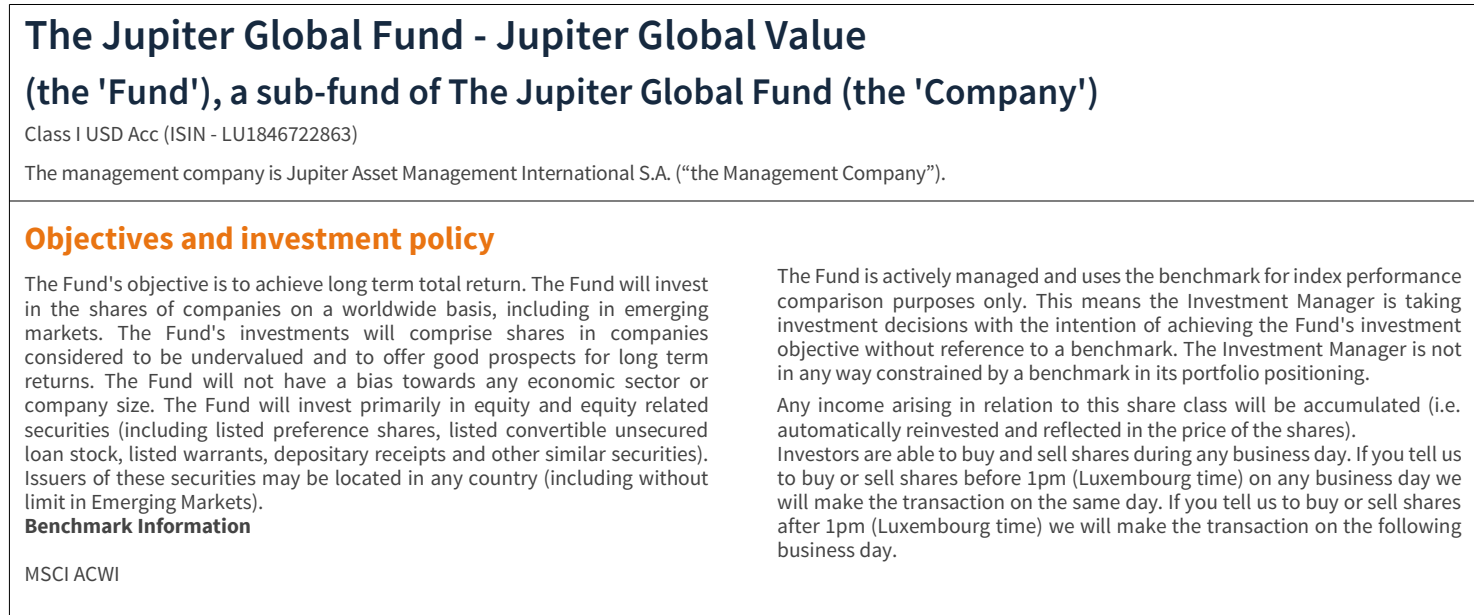 The Jupiter Global Fund - Jupiter Global Value
(the 'Fund'), a sub-fund of The Jupiter Global Fund (the 'Company')
Class I USD Acc (ISIN - LU1846722863)
The management company is Jupiter Asset Management International S.A. (“the Management Company”).
Objectives and investment policy
The Fund's objective is to achieve long term total return. The Fund will invest
in the shares of companies on a worldwide basis, including in emerging
markets. The Fund's investments will comprise shares in companies
considered to be undervalued and to offer good prospects for long term
returns. The Fund will not have a bias towards any economic sector or
company size. The Fund will invest primarily in equity and equity related
securities (including listed preference shares, listed convertible unsecured
loan stock, listed warrants, depositary receipts and other similar securities).
Issuers of these securities may be located in any country (including without
limit in Emerging Markets).
Benchmark Information
MSCI ACWI
The Fund is actively managed and uses the benchmark for index performance
comparison purposes only. This means the Investment Manager is taking
investment decisions with the intention of achieving the Fund's investment
objective without reference to a benchmark. The Investment Manager is not
in any way constrained by a benchmark in its portfolio positioning.
Any income arising in relation to this share class will be accumulated (i.e.
automatically reinvested and reflected in the price of the shares).
Investors are able to buy and sell shares during any business day. If you tell us
to buy or sell shares before 1pm (Luxembourg time) on any business day we
will make the transaction on the same day. If you tell us to buy or sell shares
after 1pm (Luxembourg time) we will make the transaction on the following
business day.